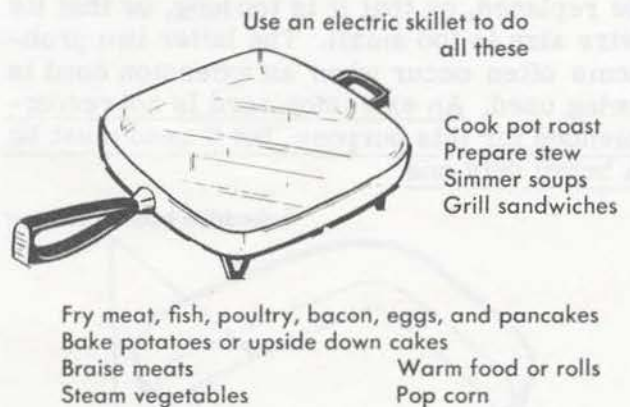 Use an electric skillet to do
all these
Cook pot roast
Prepare stew
Simmer soups
Grill sandwiches
Fry meat, fish, poultry, bacon, eggs, and pancakes
Bake potatoes or upside down cakes
Braise meats
Warm food or rolls
Steam vegetables
Pop corn